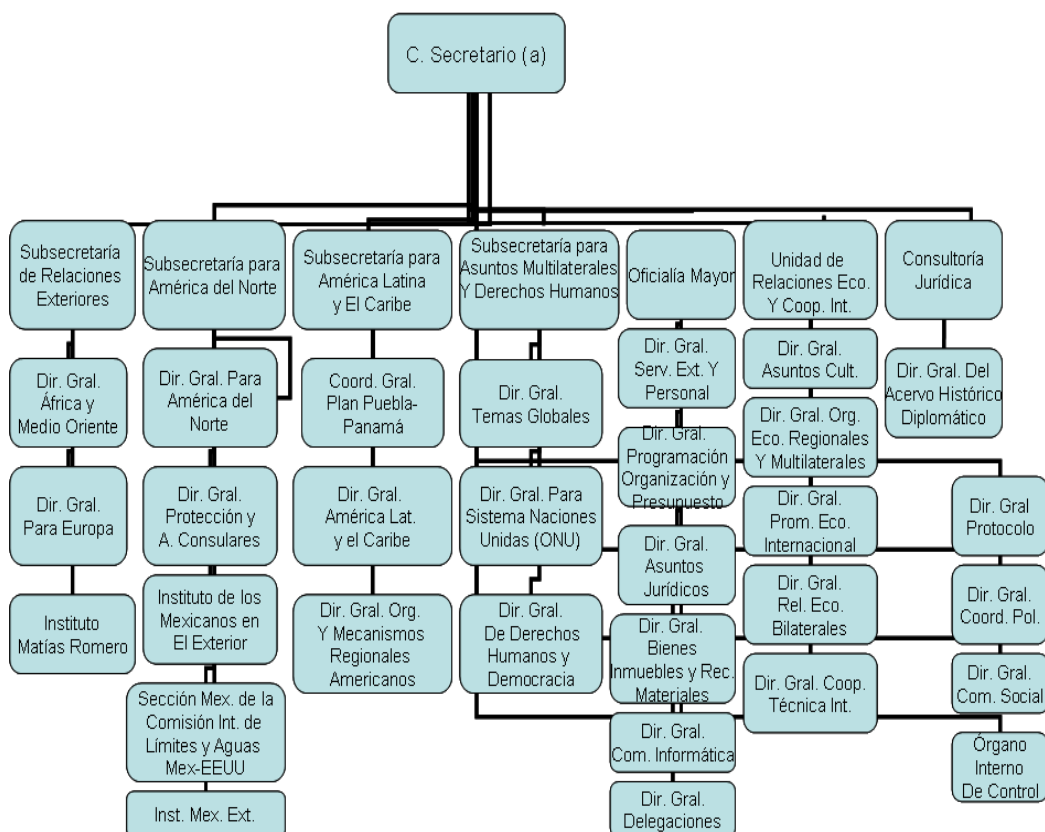 C. Secretario (a)
Subsecretaría
de Relaciones
Exteriores
Subsecretaría para
América del Norte
Subsecretaría para
América Latina
y El Caribe
Subsecretaría para
Asuntos Multilaterales
Y Derechos Humanos
Oficialía Mayor
Unidad de
Relaciones Eco.
Y Coop. Int.
Consultoría
Jurídica
Dir. Gral.
África y
Medio Oriente
Dir. Gral.
Para Europa
Instituto
Matías Romero
Dir. Gral. Para
América del
Norte
Dir. Gral.
Protección y
A. Consulares
Instituto de los
Mexicanos en
El Exterior
Sección Mex. de la
Comisión Int. de
Límites y Aguas
Mex-EEUU
Inst. Mex. Ext.
Coord. Gral.
Plan Puebla-
Panamá
Dir. Gral.
América Lat.
y el Caribe
Dir. Gral. Org.
Y Mecanismos
Regionales
Americanos
Dir. Gral.
Temas Globales
Dir. Gral. Para
Sistema Naciones
Unidas (ONU)
Dir. Gral.
De Derechos
Humanos y
Democracia
Dir. Gral.
Serv. Ext. Y
Personal
Dir. Gral.
Programación
Organización y
Presupuesto
Dir. Gral.
Asuntos
Jurídicos
Dir. Gral.
Bienes
Inmuebles y Rec.
Materiales
Dir. Gral.
Com. Informática
Dir. Gral.
Delegaciones
Dir. Gral.
Asuntos Cult.
Dir. Gral. Org.
Eco. Regionales
Y Multilaterales
Dir. Gral.
Prom. Eco.
Internacional
Dir. Gral.
Rel. Eco.
Bilaterales
Dir. Gral. Coop.
Técnica Int.
Dir. Gral. Del
Acervo Histórico
Diplomático
Dir. Gral
Protocolo
Dir. Gral.
Coord. Pol.
Dir. Gral.
Com. Social
Órgano
Interno
De Control